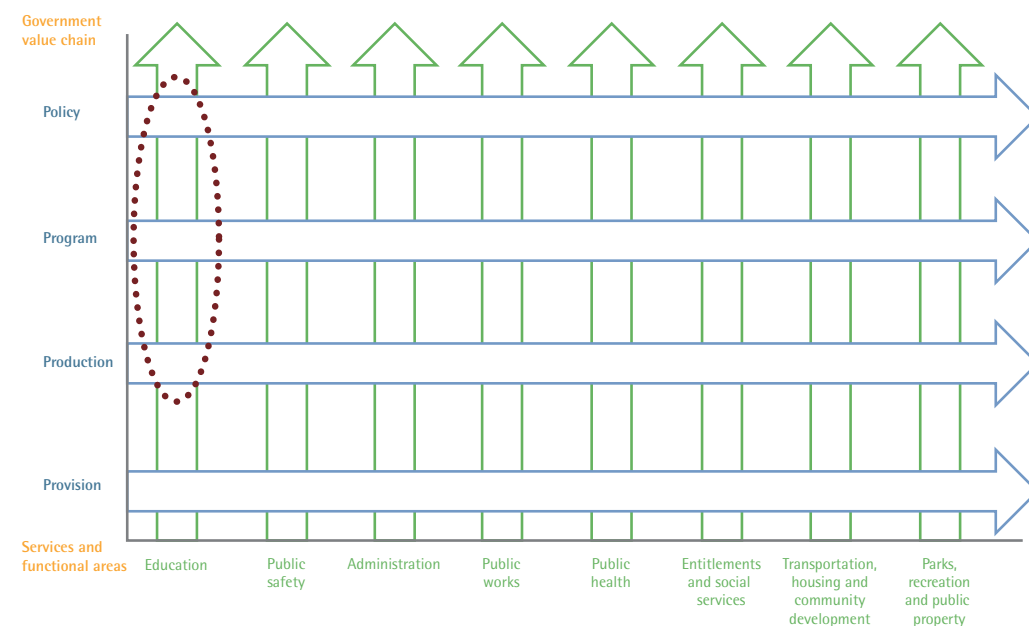 Government
value chain
Policy
Program
Production
Provision
Services and
functional areas
Education
Public
safety
Administration
Public
works
Public
health
Entitlements
and social
services
Transportation,
housing and
community
development
Parks,
recreation
and public
property